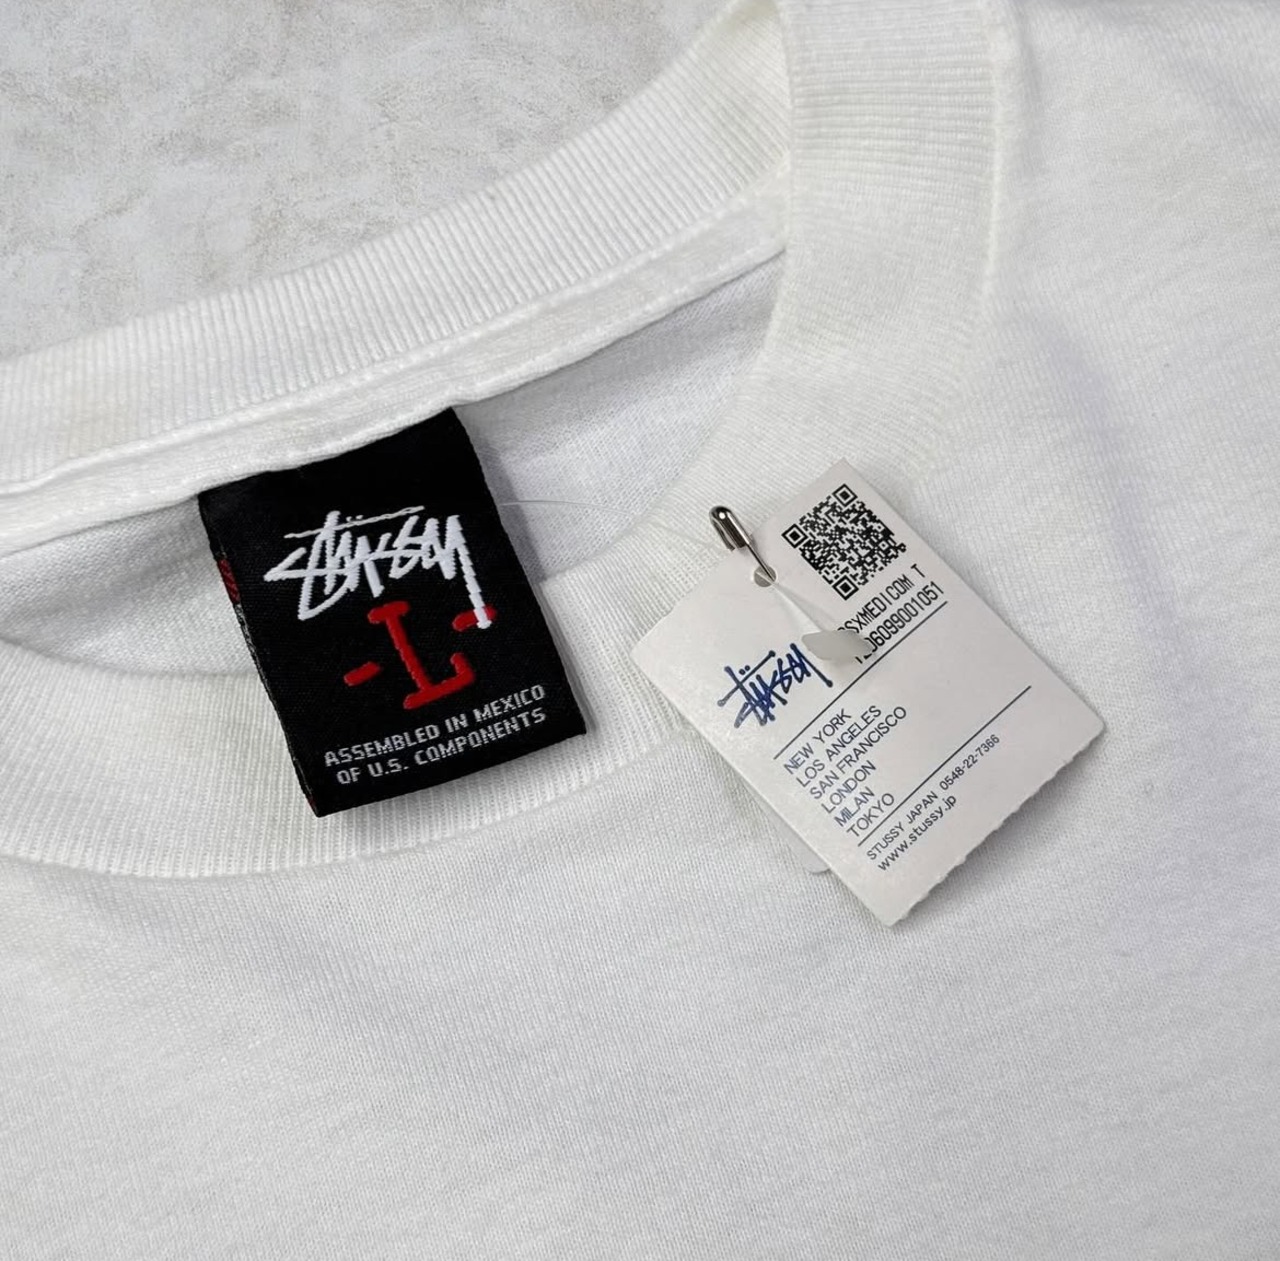 STÜSSY
-L-
ASSEMBLED IN MEXICO
OF U.S. COMPONENTS
MEDICOM T
STÜSSY
NEW YORK
LOS ANGELES
SAN FRANCISCO
LONDON
MILAN
TOKYO
STUSSY JAPAN 0548-22-7366
www.stussy.jp